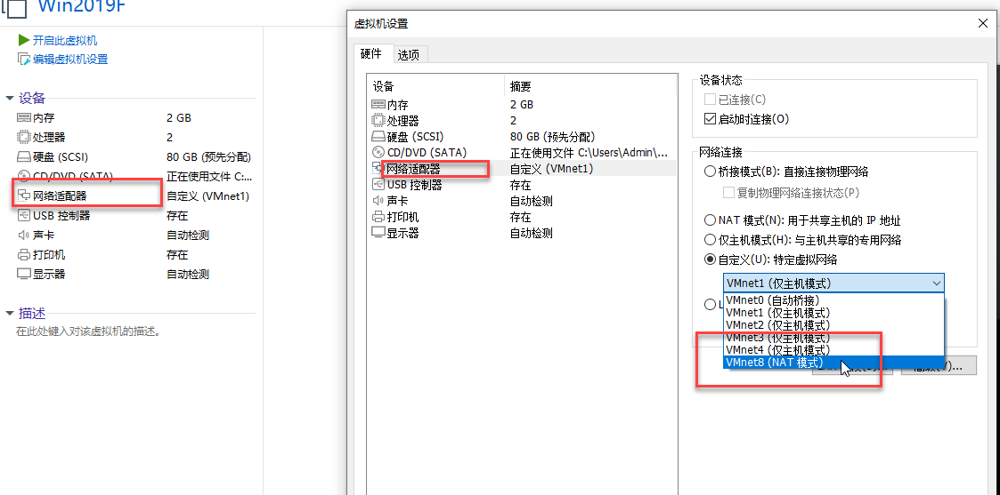 Win2019F
开启此虚拟机
编辑虚拟机设置
设备
内存 2 GB
处理器 2
硬盘 (SCSI) 80 GB (预先分配)
CD/DVD (SATA) 正在使用文件 C:...
网络适配器 自定义 (VMnet1)
USB 控制器 存在
声卡 自动检测
打印机 存在
显示器 自动检测
描述
在此处键入对该虚拟机的描述。
虚拟机设置
硬件 选项
设备 摘要
内存 2 GB
处理器 2
硬盘 (SCSI) 80 GB (预先分配)
CD/DVD (SATA) 正在使用文件 C:\Users\Admin\...
网络适配器 自定义 (VMnet1)
USB 控制器 存在
声卡 自动检测
打印机 存在
显示器 自动检测
设备状态
已连接(C)
启动时连接(O)
网络连接
桥接模式(B): 直接连接物理网络
复制物理网络连接状态(P)
NAT 模式(N): 用于共享主机的 IP 地址
仅主机模式(H): 与主机共享的专用网络
自定义(U): 特定虚拟网络
VMnet1 (仅主机模式)
VMnet0 (自动桥接)
VMnet1 (仅主机模式)
VMnet2 (仅主机模式)
VMnet3 (仅主机模式)
VMnet4 (仅主机模式)
VMnet8 (NAT 模式)